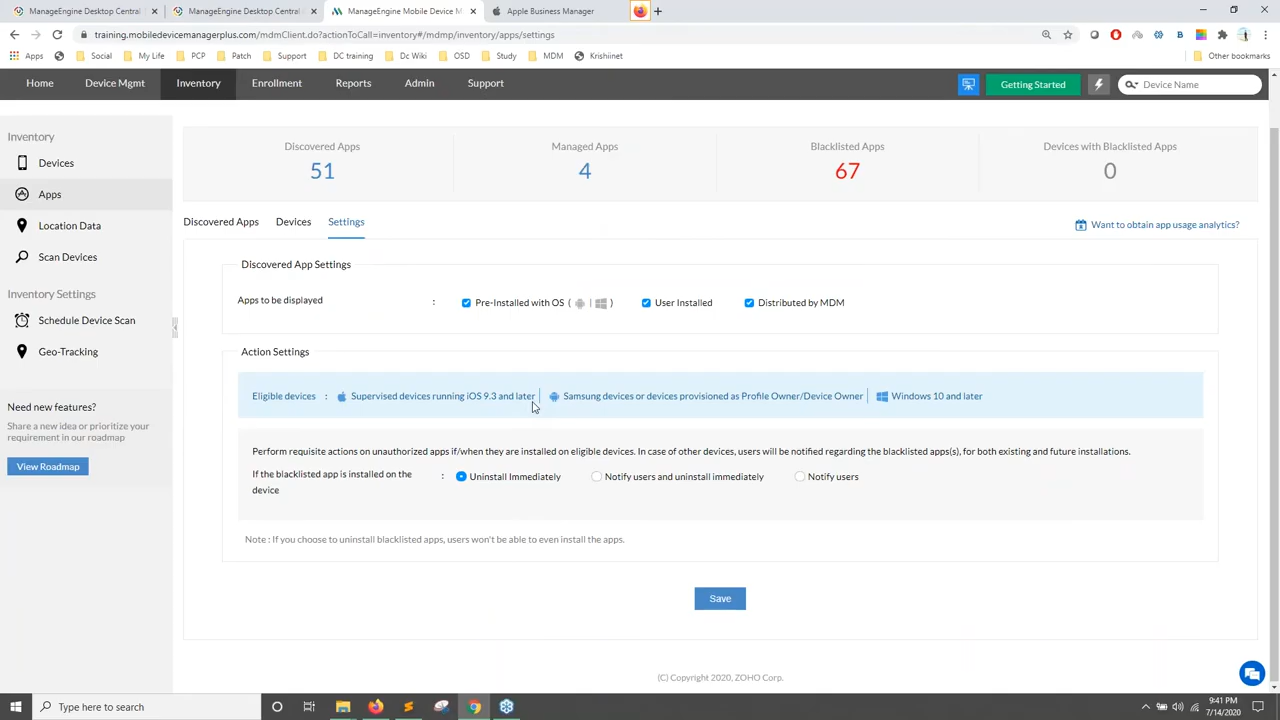 ManageEngine Desktop Central
ManageEngine Desktop Central
ManageEngine Mobile Device M
Apple Business Manager
training.mobiledevicemanagerplus.com/mdmClient.do?actionToCall=inventory#/mdmp/inventory/apps/settings
Apps
Social
My Life
PCP
Patch
Support
DC training
Dc Wiki
OSD
Study
MDM
Krishiinet
Other bookmarks
Home
Device Mgmt
Inventory
Enrollment
Reports
Admin
Support
Getting Started
Device Name
Inventory
Devices
Apps
Location Data
Scan Devices
Inventory Settings
Schedule Device Scan
Geo-Tracking
Need new features?
Share a new idea or prioritize your
requirement in our roadmap
View Roadmap
Discovered Apps
51
Managed Apps
4
Blacklisted Apps
67
Devices with Blacklisted Apps
0
Discovered Apps
Devices
Settings
Want to obtain app usage analytics?
Discovered App Settings
Apps to be displayed :
Pre-Installed with OS ( | )
User Installed
Distributed by MDM
Action Settings
Eligible devices : Supervised devices running iOS 9.3 and later
Samsung devices or devices provisioned as Profile Owner/Device Owner
Windows 10 and later
Perform requisite actions on unauthorized apps if/when they are installed on eligible devices. In case of other devices, users will be notified regarding the blacklisted apps(s), for both existing and future installations.
If the blacklisted app is installed on the
device
:
Uninstall Immediately
Notify users and uninstall immediately
Notify users
Note : If you choose to uninstall blacklisted apps, users won't be able to even install the apps.
Save
(C) Copyright 2020, ZOHO Corp.
Type here to search
9:41 PM
7/14/2020